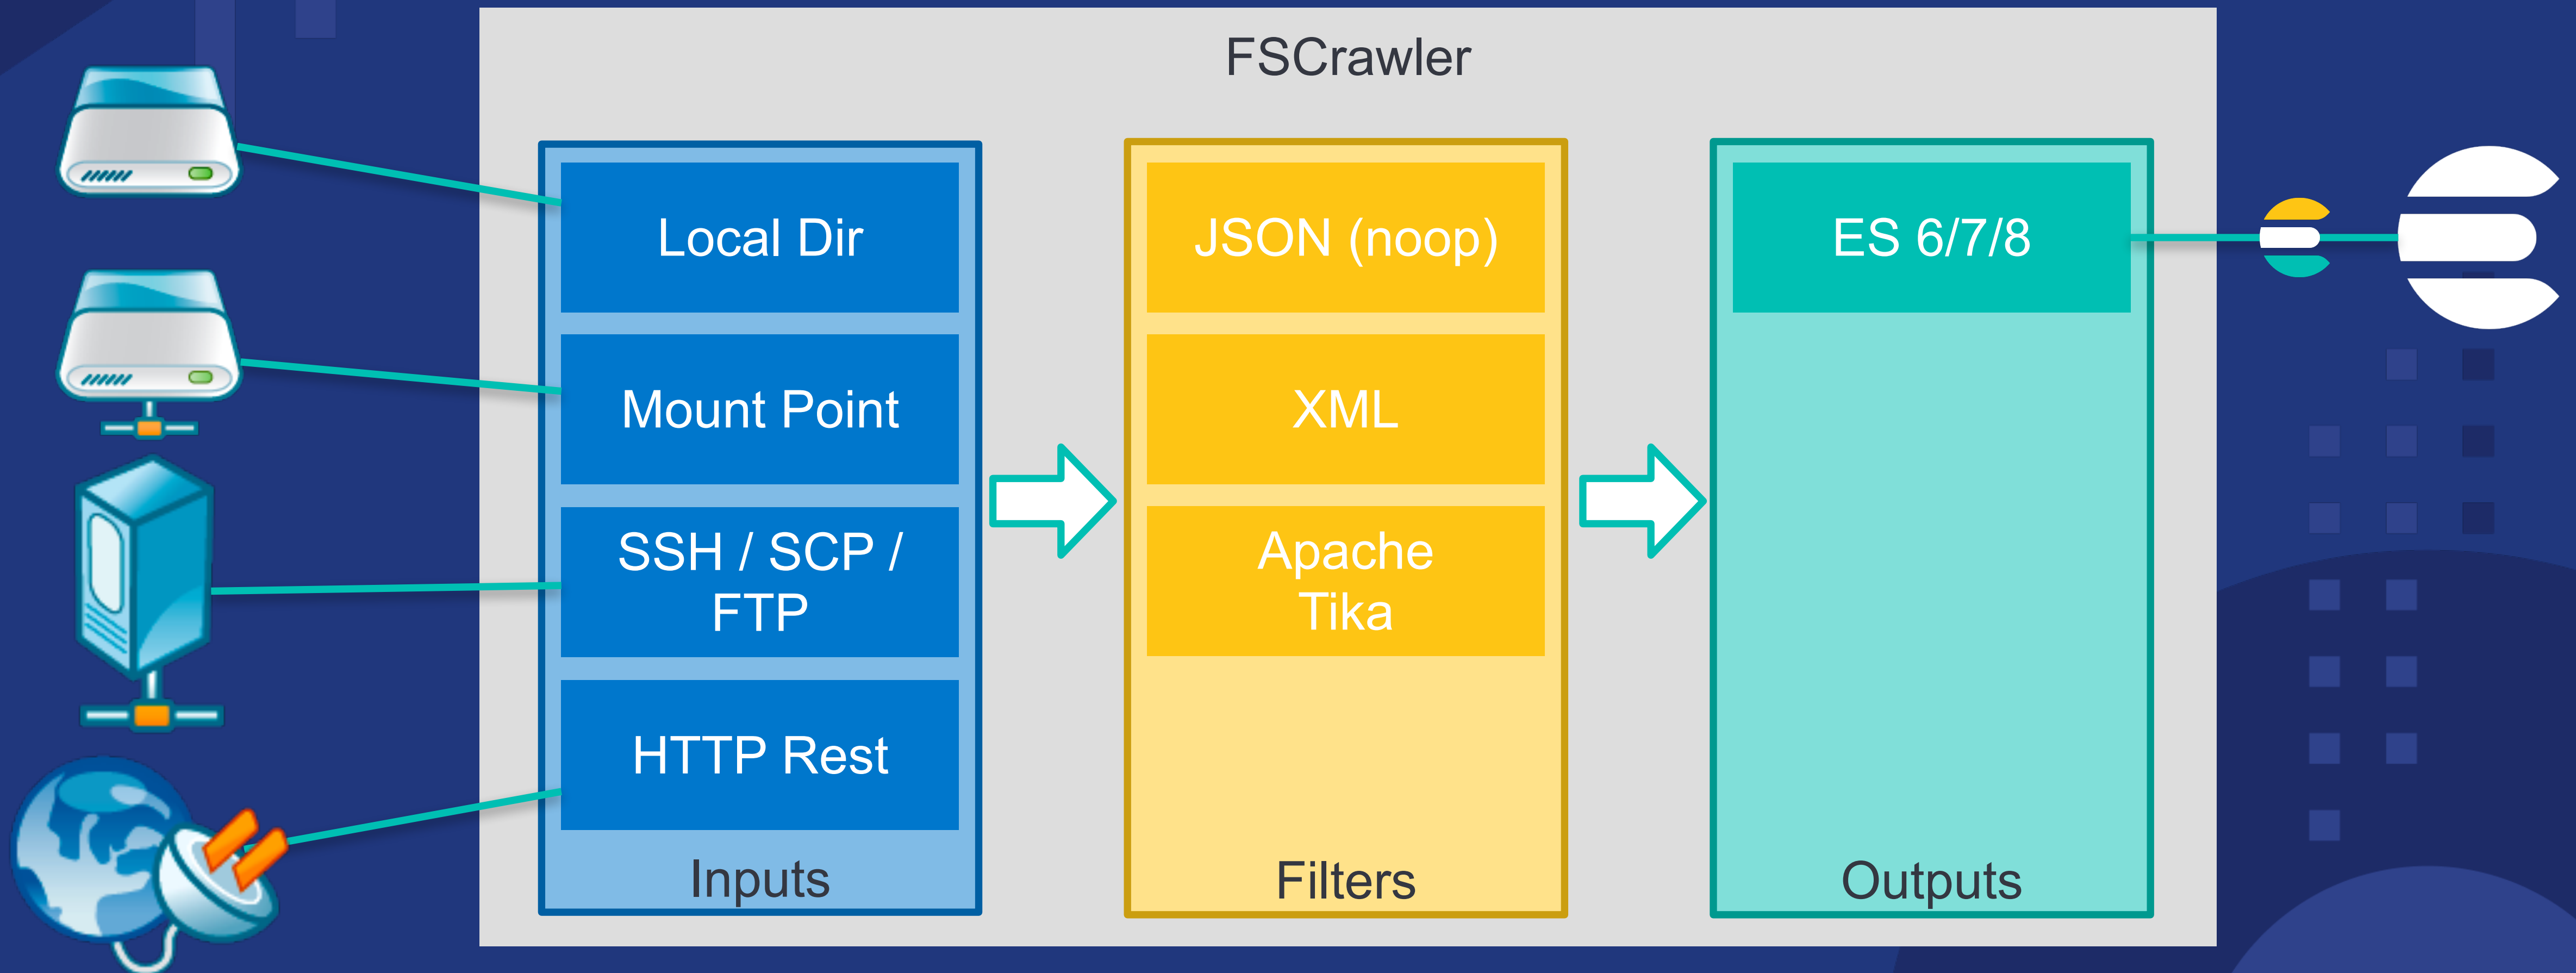 FSCrawler
Local Dir
Mount Point
SSH / SCP /
FTP
HTTP Rest
Inputs
JSON (noop)
XML
Apache
Tika
Filters
ES 6/7/8
Outputs